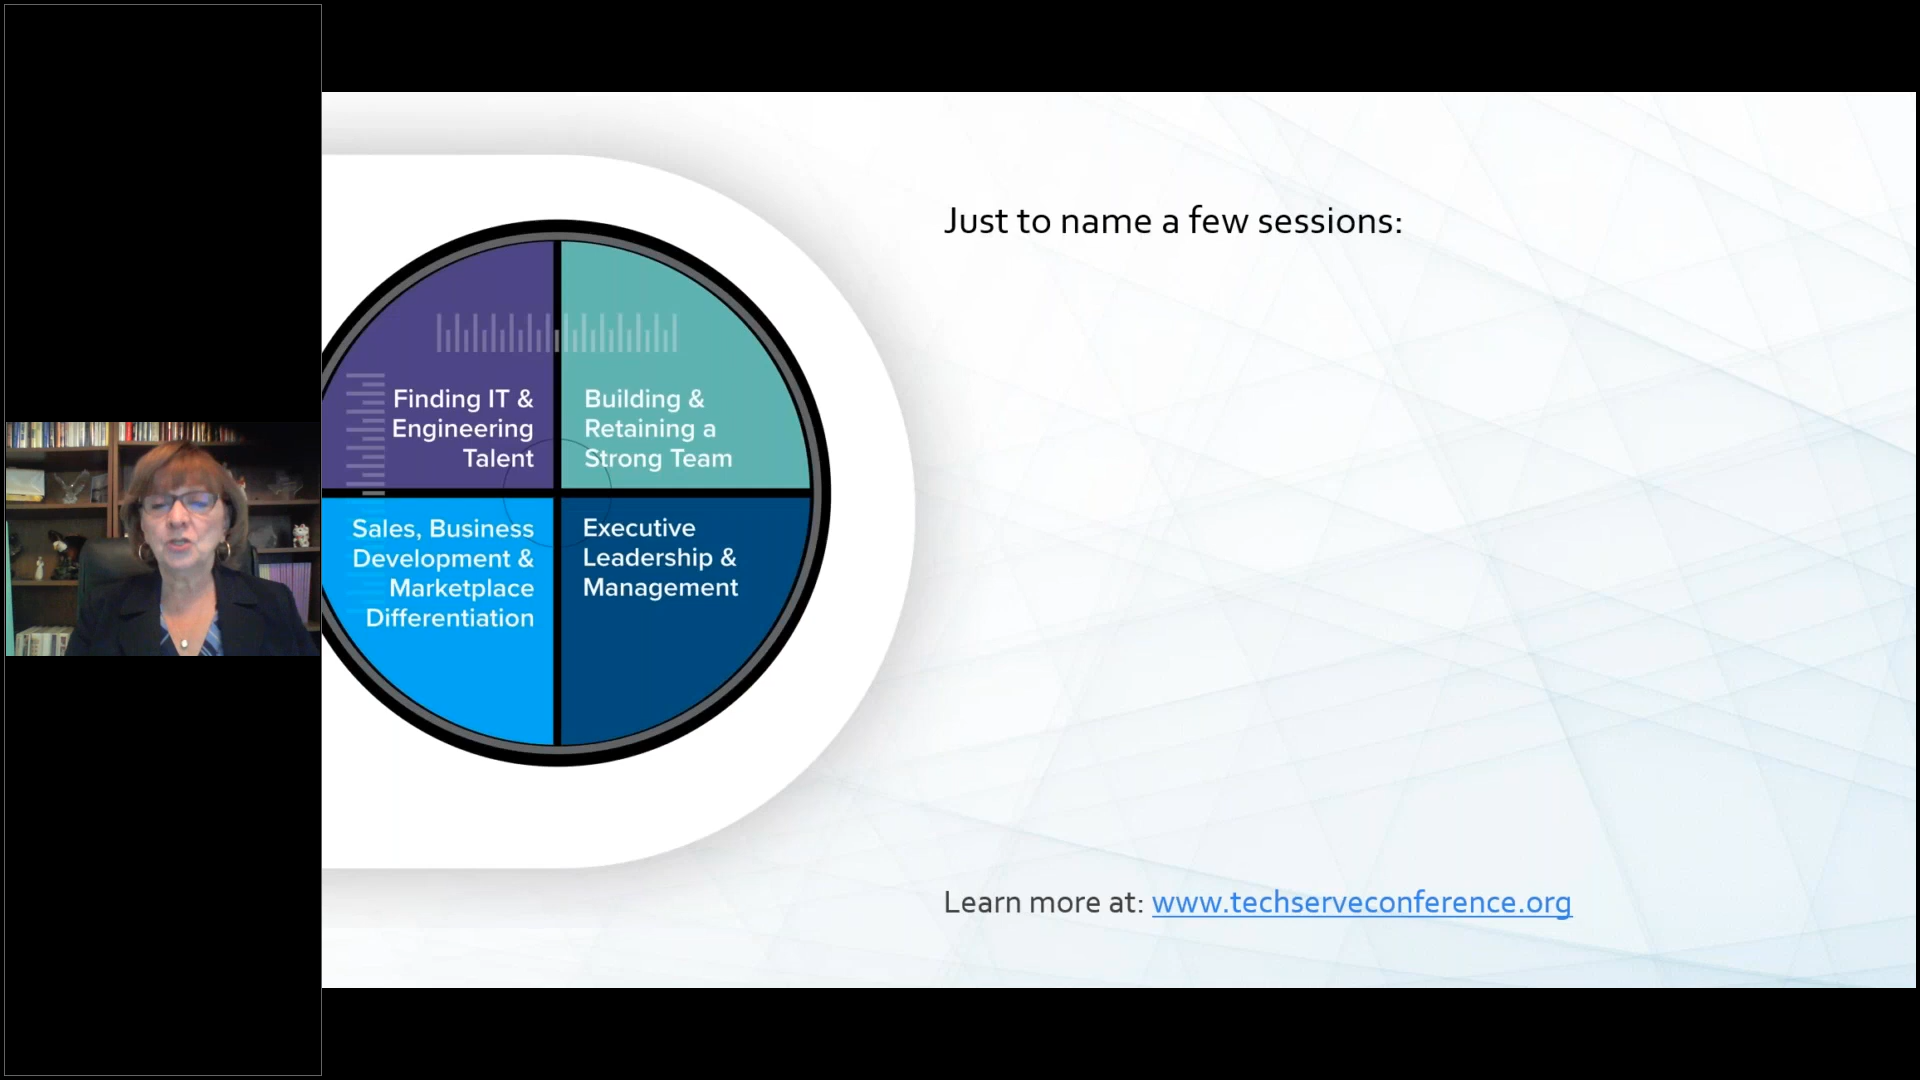 Just to name a few sessions:
Finding IT &
Engineering
Talent
Building &
Retaining a
Strong Team
Sales, Business
Development &
Marketplace
Differentiation
Executive
Leadership &
Management
Learn more at: www.techserveconference.org